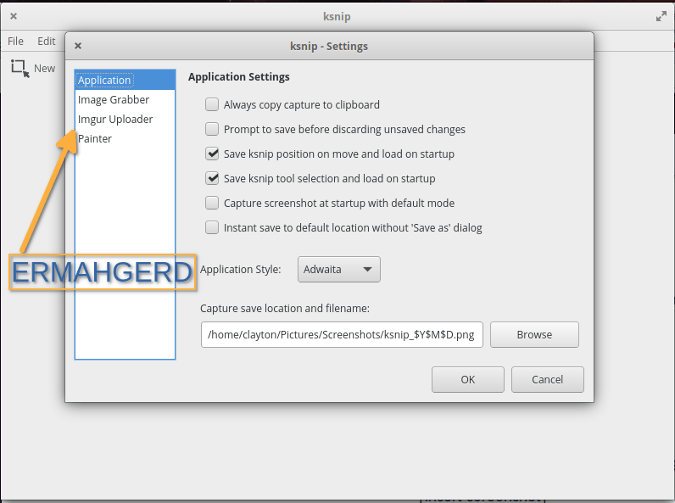 ksnip
File Edit
ksnip - Settings
New
Application
Image Grabber
Imgur Uploader
Painter
ERMAHGERD
Application Settings
Always copy capture to clipboard
Prompt to save before discarding unsaved changes
Save ksnip position on move and load on startup
Save ksnip tool selection and load on startup
Capture screenshot at startup with default mode
Instant save to default location without 'Save as' dialog
Application Style: Adwaita
Capture save location and filename:
/home/clayton/Pictures/Screenshots/ksnip_$Y$M$D.png Browse
OK Cancel